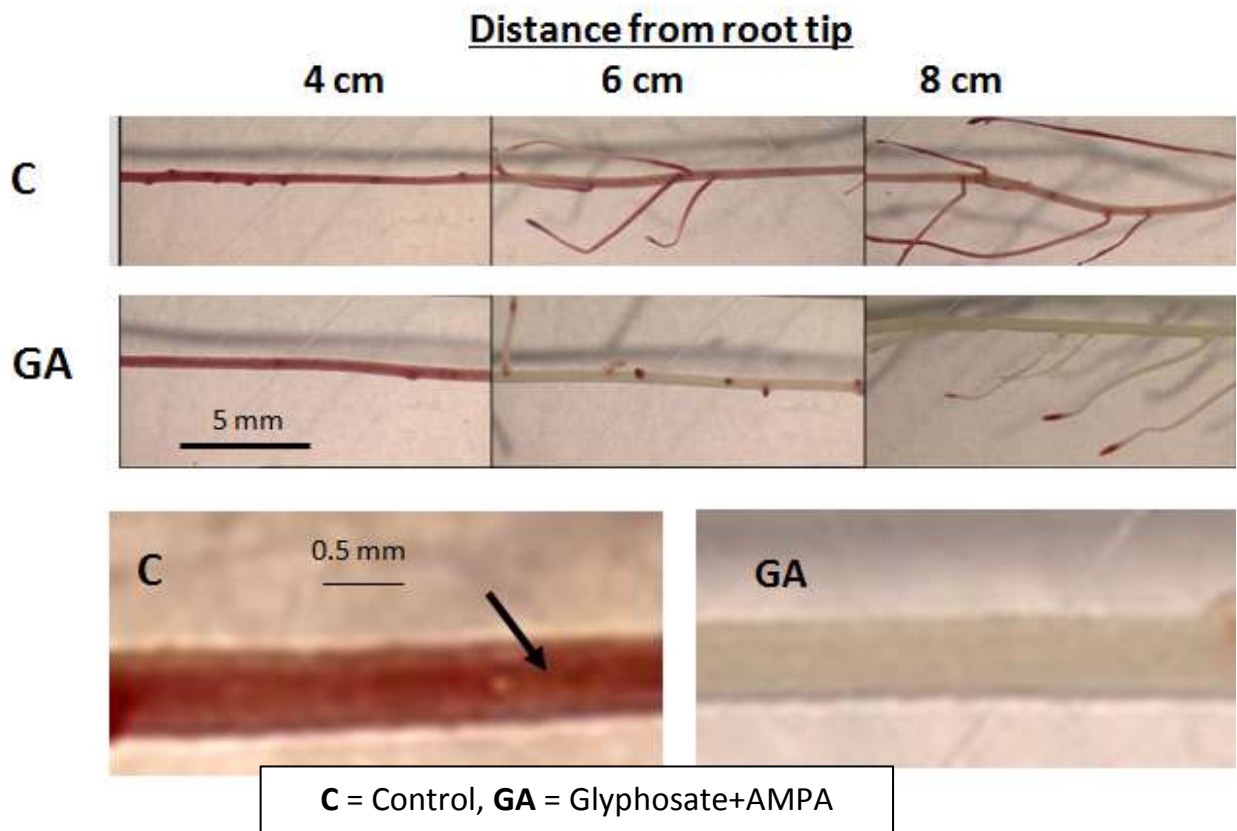 Distance from root tip
4 cm 6 cm 8 cm
C
GA
5 mm
C
0.5 mm
GA
C = Control, GA = Glyphosate+AMPA